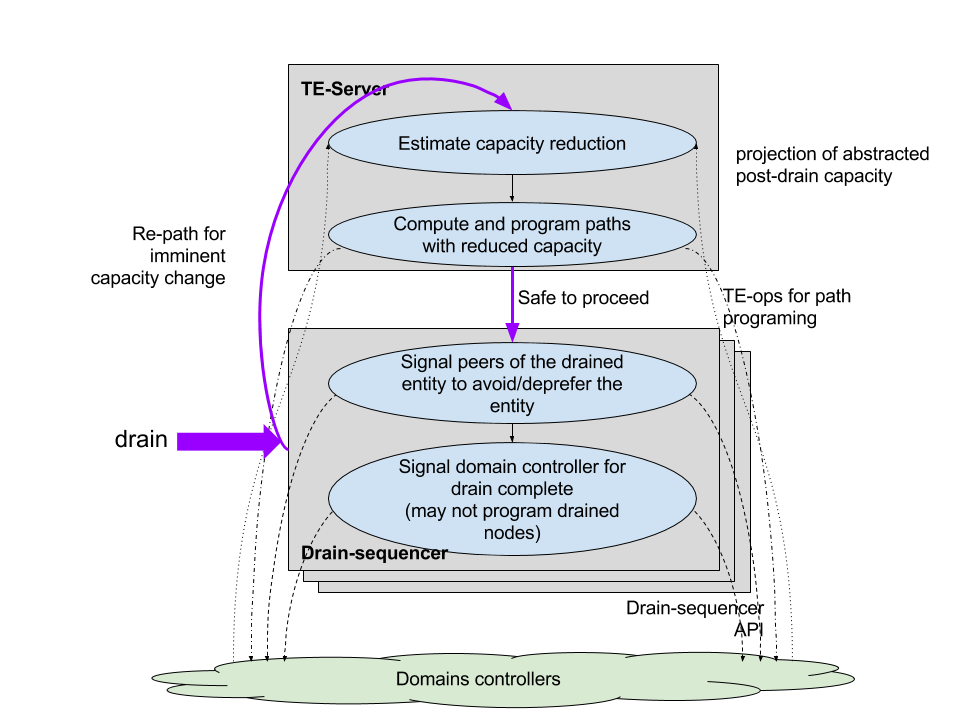 TE-Server
Estimate capacity reduction
projection of abstracted
post-drain capacity
Compute and program paths
with reduced capacity
Re-path for
imminent
capacity change
Safe to proceed
TE-ops for path
programing
Signal peers of the drained
entity to avoid/deprefer the
entity
drain
Signal domain controller for
drain complete
(may not program drained
nodes)
Drain-sequencer
Drain-sequencer
API
Domains controllers